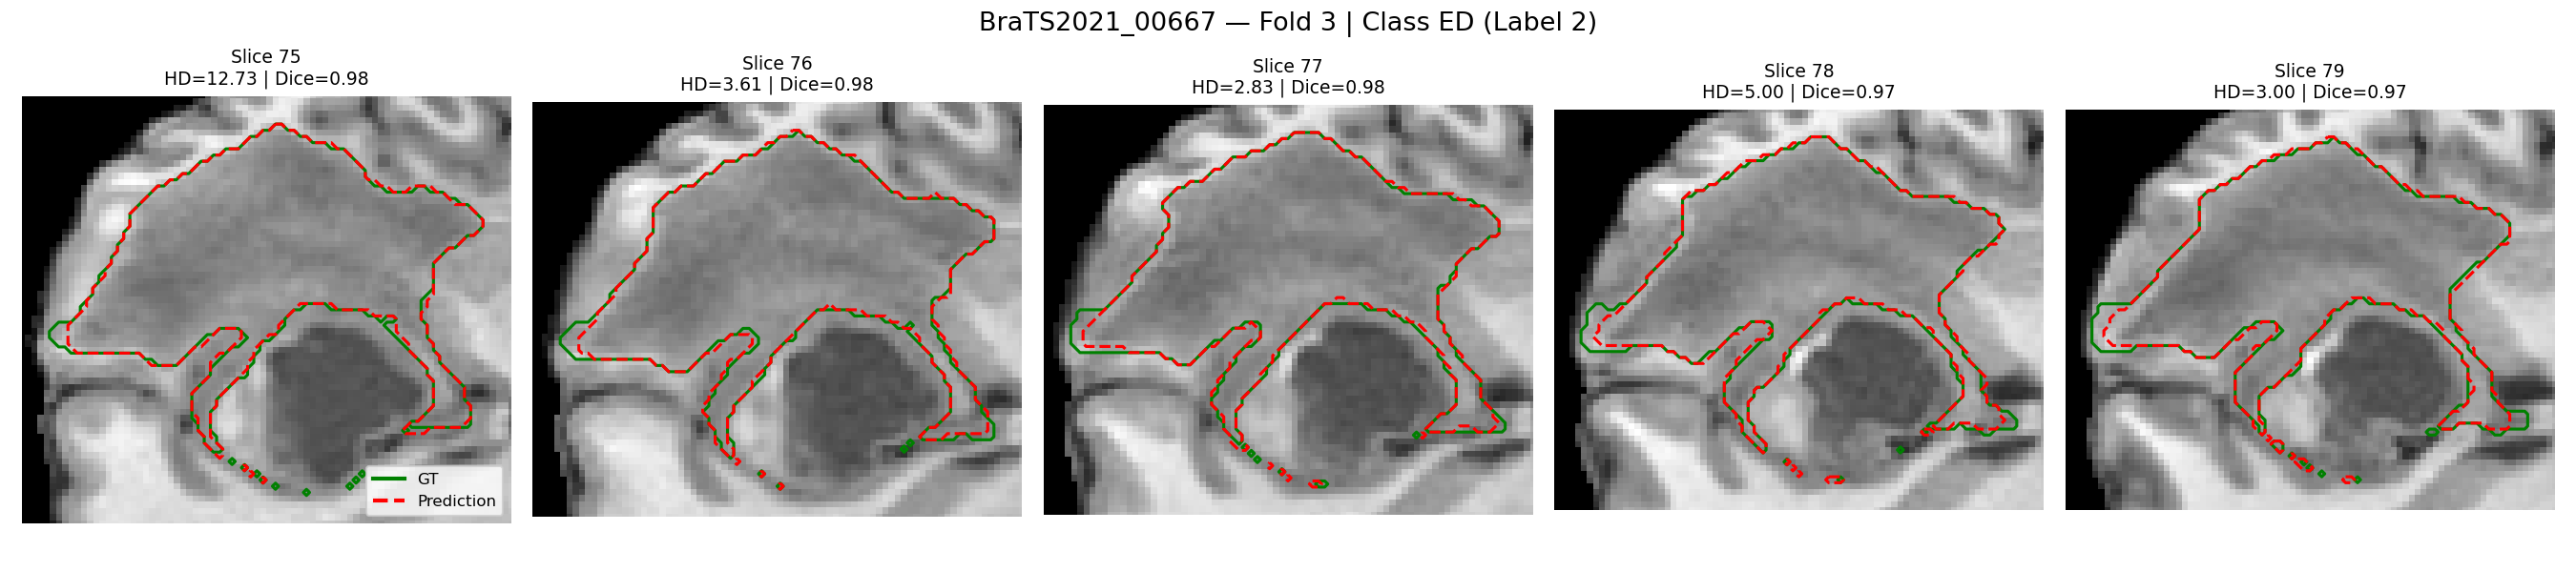 BraTS2021_00667 — Fold 3 | Class ED (Label 2)
Slice 75
HD=12.73 | Dice=0.98
Slice 76
HD=3.61 | Dice=0.98
Slice 77
HD=2.83 | Dice=0.98
Slice 78
HD=5.00 | Dice=0.97
Slice 79
HD=3.00 | Dice=0.97
GT
Prediction